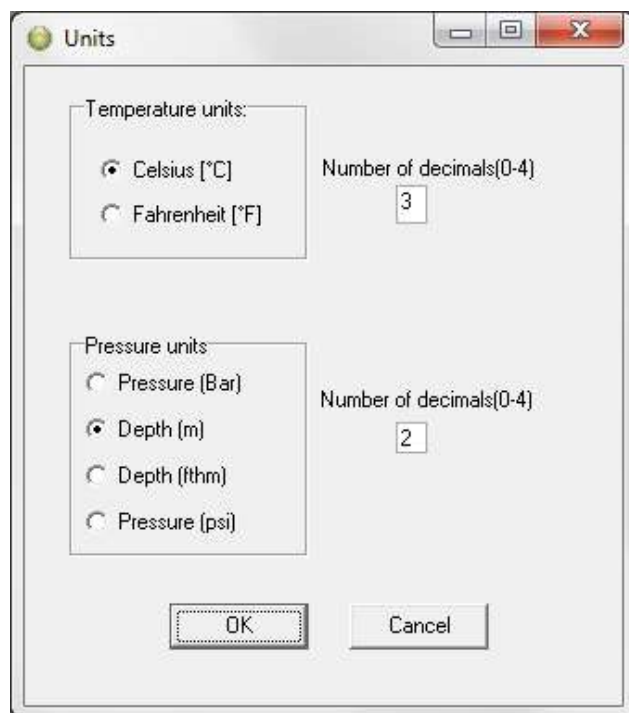 Units
Temperature units:
Celsius [°C]
Fahrenheit [°F]
Number of decimals(0-4)
3
Pressure units
Pressure (Bar)
Depth (m)
Depth (fthm)
Pressure (psi)
Number of decimals(0-4)
2
OK
Cancel